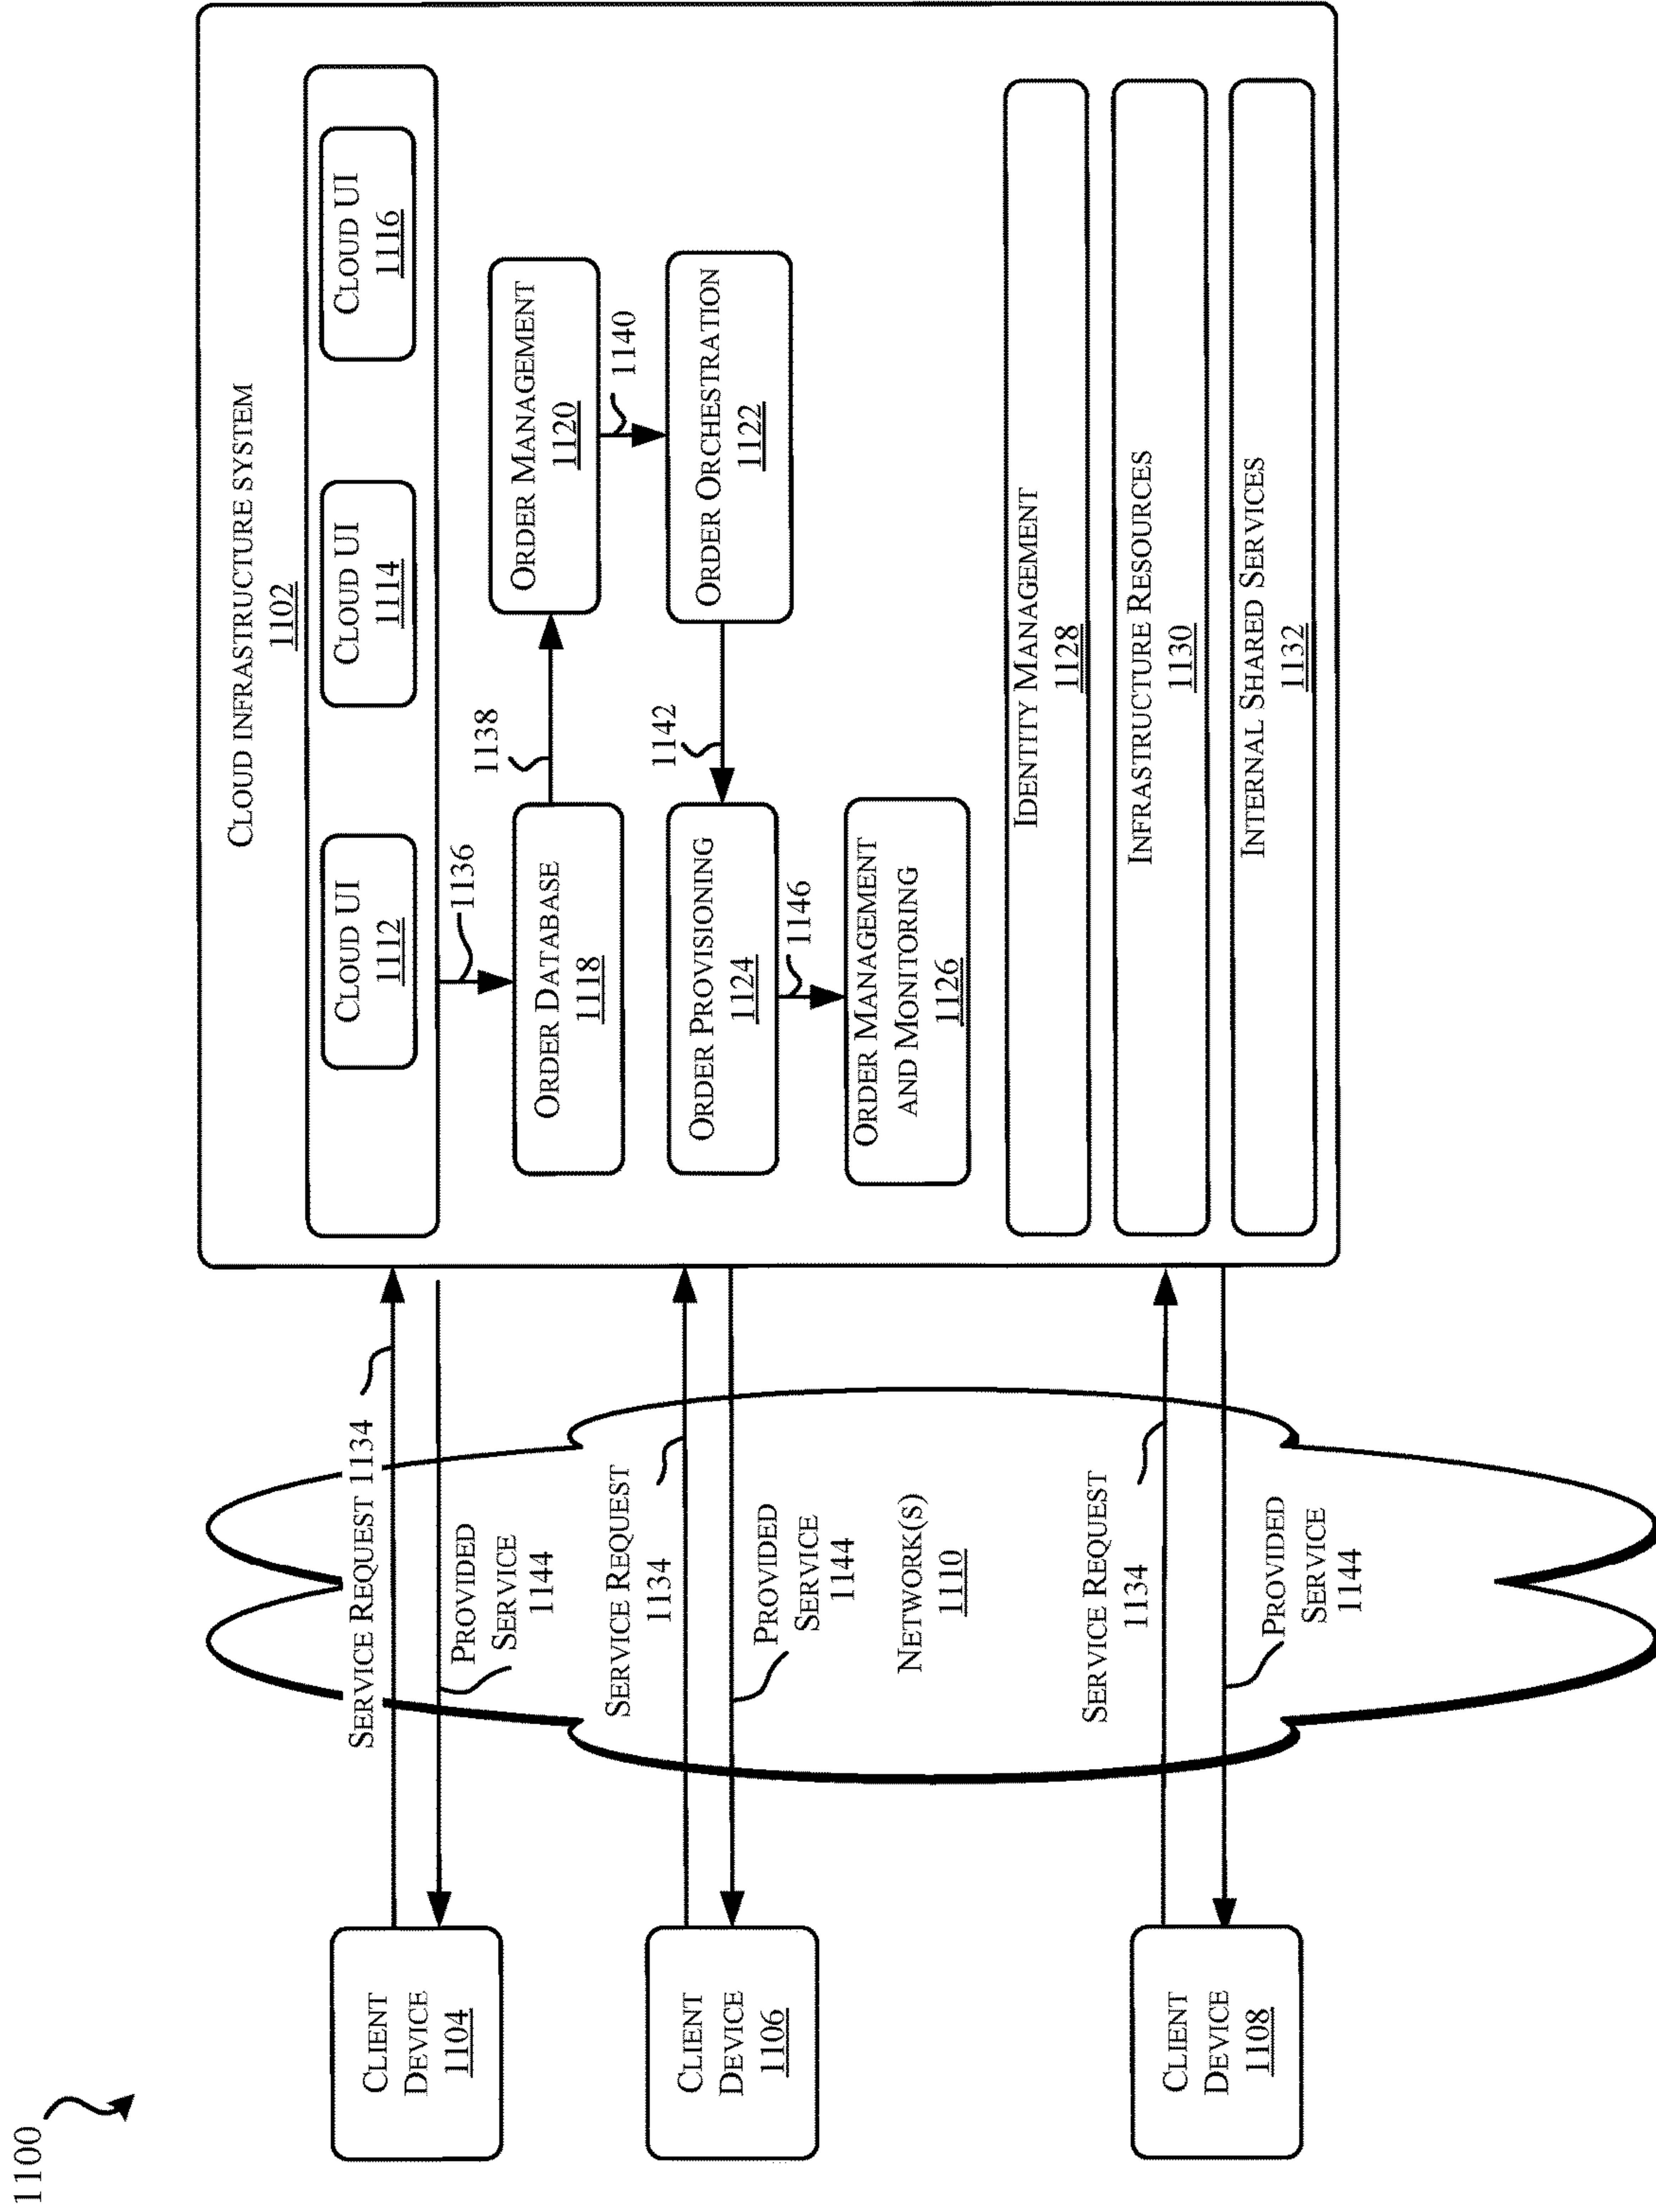 1100
CLIENT
DEVICE
1104
CLIENT
DEVICE
1106
CLIENT
DEVICE
1108
SERVICE REQUEST 1134
PROVIDED
SERVICE
1144
SERVICE REQUEST
1134
PROVIDED
SERVICE
1144
NETWORK(S)
1110
SERVICE REQUEST
1134
PROVIDED
SERVICE
1144
CLOUD INFRASTRUCTURE SYSTEM
1102
CLOUD UI
1112
CLOUD UI
1114
CLOUD UI
1116
1136
ORDER DATABASE
1118
1138
ORDER MANAGEMENT
1120
1140
ORDER ORCHESTRATION
1122
1142
ORDER PROVISIONING
1124
1146
ORDER MANAGEMENT
AND MONITORING
1126
IDENTITY MANAGEMENT
1128
INFRASTRUCTURE RESOURCES
1130
INTERNAL SHARED SERVICES
1132